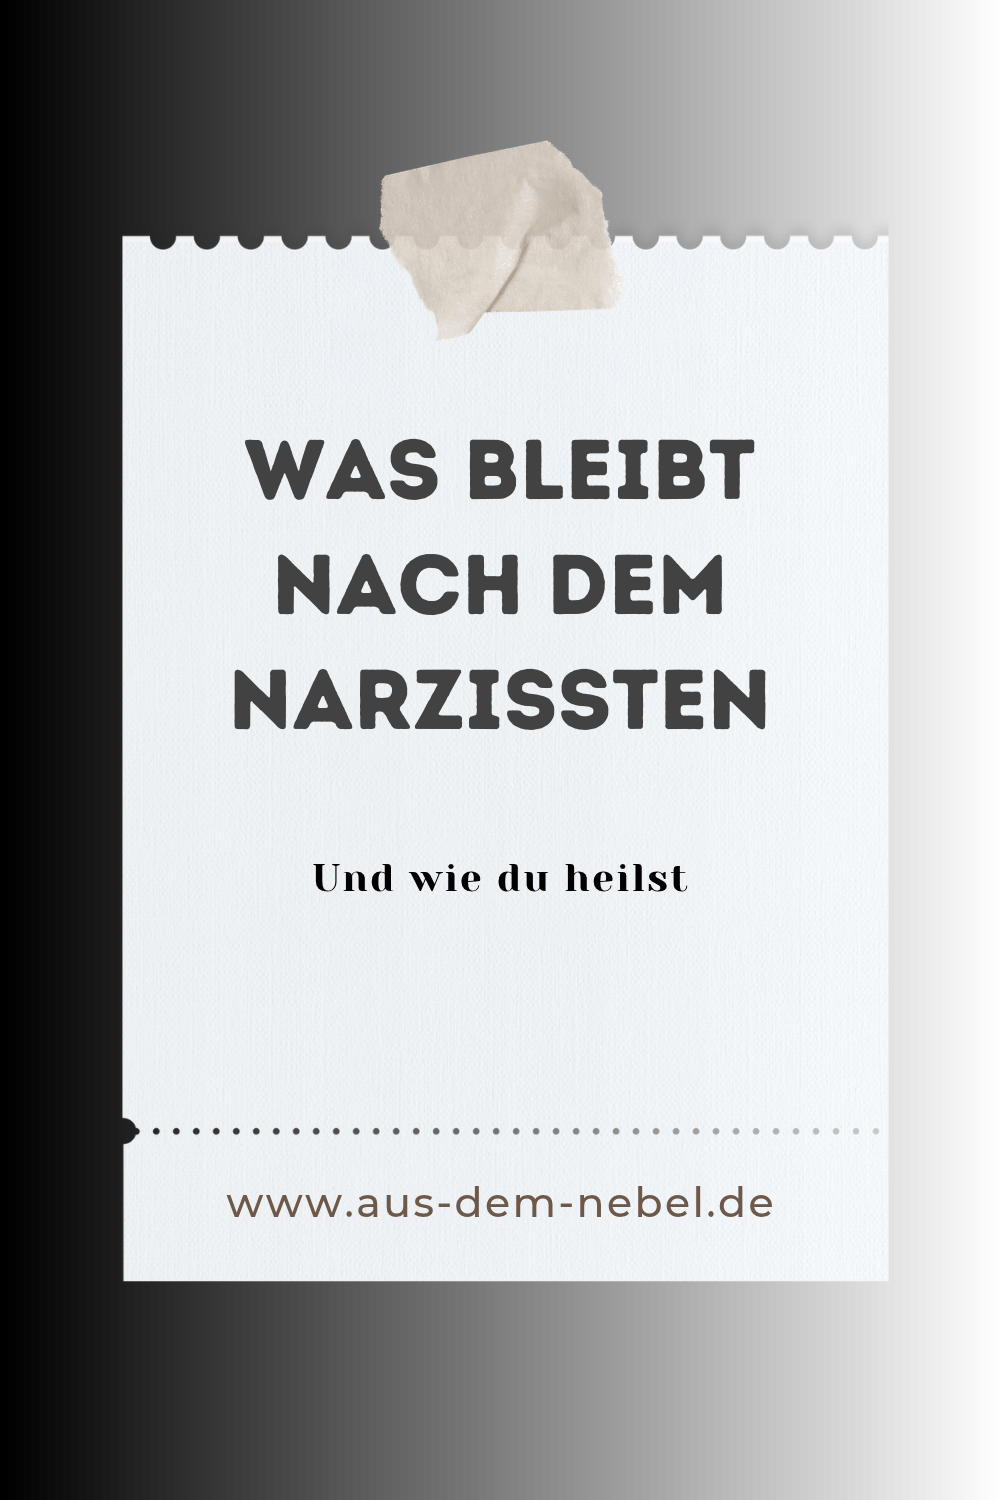 WAS BLEIBT
NACH DEM
NARZISSTEN
Und wie du heilst
www.aus-dem-nebel.de